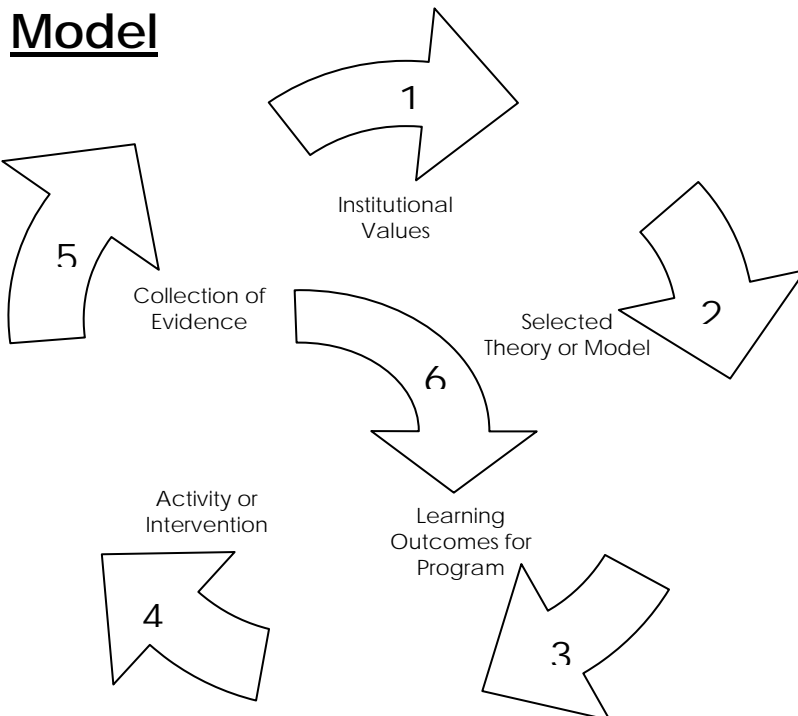 Model
1
Institutional
Values
2
Selected
Theory or Model
3
Learning
Outcomes for
Program
4
Activity or
Intervention
5
Collection of
Evidence
6